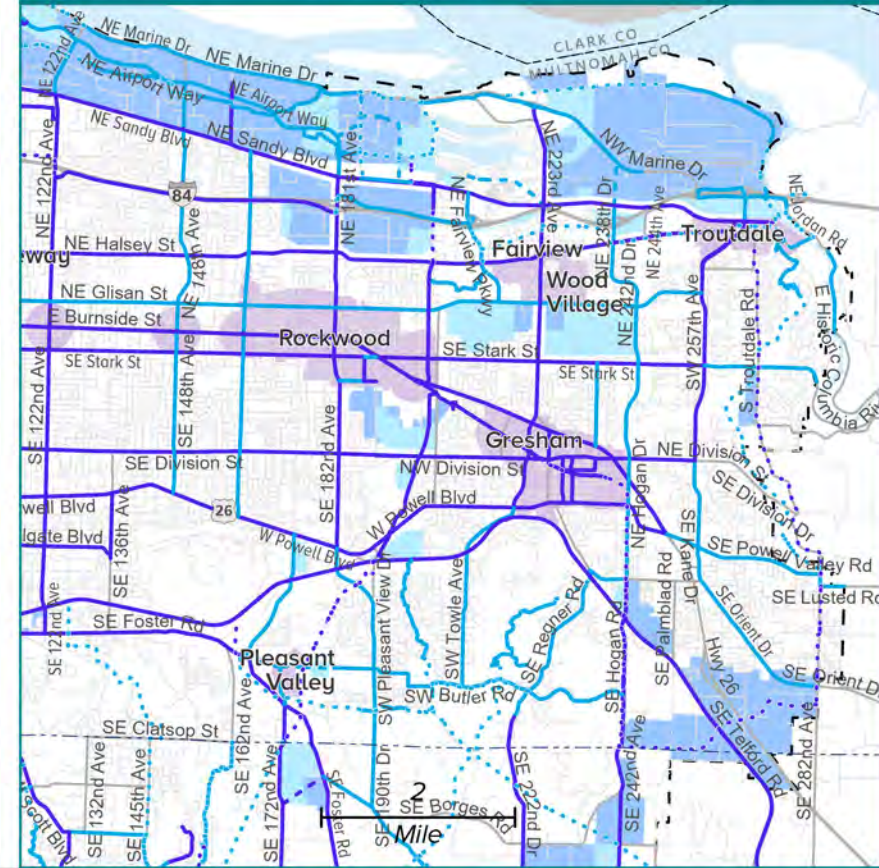 NE Marine Dr
NE Marine Dr
CLARK CO
MULTNOMAH CO
NE 122nd Ave
NE Airport Way
NE Airport Way
NE Sandy Blvd
NE Sandy Blvd
NE 122nd Ave
84
NE 148th Ave
NE 181st Ave
NE 223rd Ave
NW Marine Dr
NE Fairview Pkwy
NE 238th Dr
NE 244th Ave
NE 242nd Dr
NE Jordan Rd
NE Halsey St
Fairview
Troutdale
eway
Wood
Village
NE Glisan St
E Burnside St
Rockwood
SE Stark St
SE Stark St
SE Stark St
SW 257th Ave
S Troutdale Rd
E Historic Columbia Riv
SE 122nd Ave
SE 148th Ave
Gresham
SE Division St
NW Division St
NE Division St
SE Division Dr
SE 182nd Ave
26
well Blvd
W Powell Blvd
W Powell Blvd
lgate Blvd
SE 136th Ave
NE Hogan Dr
SE Kane Dr
SE Powell Valley Rd
SE Lusted Rd
SE Foster Rd
SE 122nd Ave
SW Pleasant View Dr
SW Towle Ave
SE Regner Rd
SE Hogan Rd
SE Palmblad Rd
Hwy 26
SE Orient Dr
SE Orient D
Pleasant
Valley
SW Butler Rd
SE Clatsop St
SE 162nd Ave
SE 132nd Ave
SE 145th Ave
SE 172nd Ave
SE Foster Rd
SE 190th Dr
2
Mile
SE Borges Rd
SE 222nd Dr
SE 242nd Ave
SE Telford Rd
SE 282nd Ave
scott Blvd